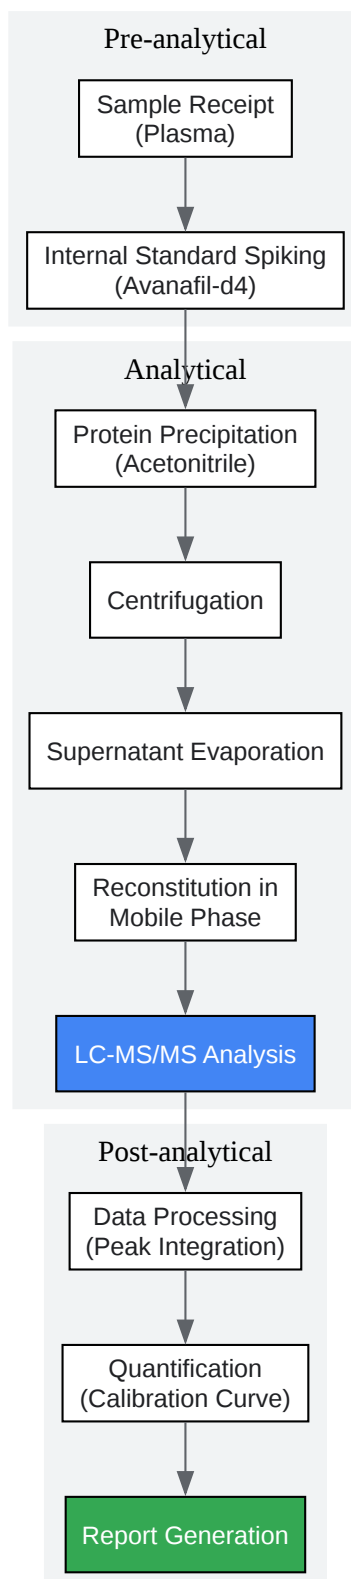 Pre-analytical
Sample Receipt
(Plasma)
Internal Standard Spiking
(Avanafil-d4)
Analytical
Protein Precipitation
(Acetonitrile)
Centrifugation
Supernatant Evaporation
Reconstitution in
Mobile Phase
LC-MS/MS Analysis
Post-analytical
Data Processing
(Peak Integration)
Quantification
(Calibration Curve)
Report Generation